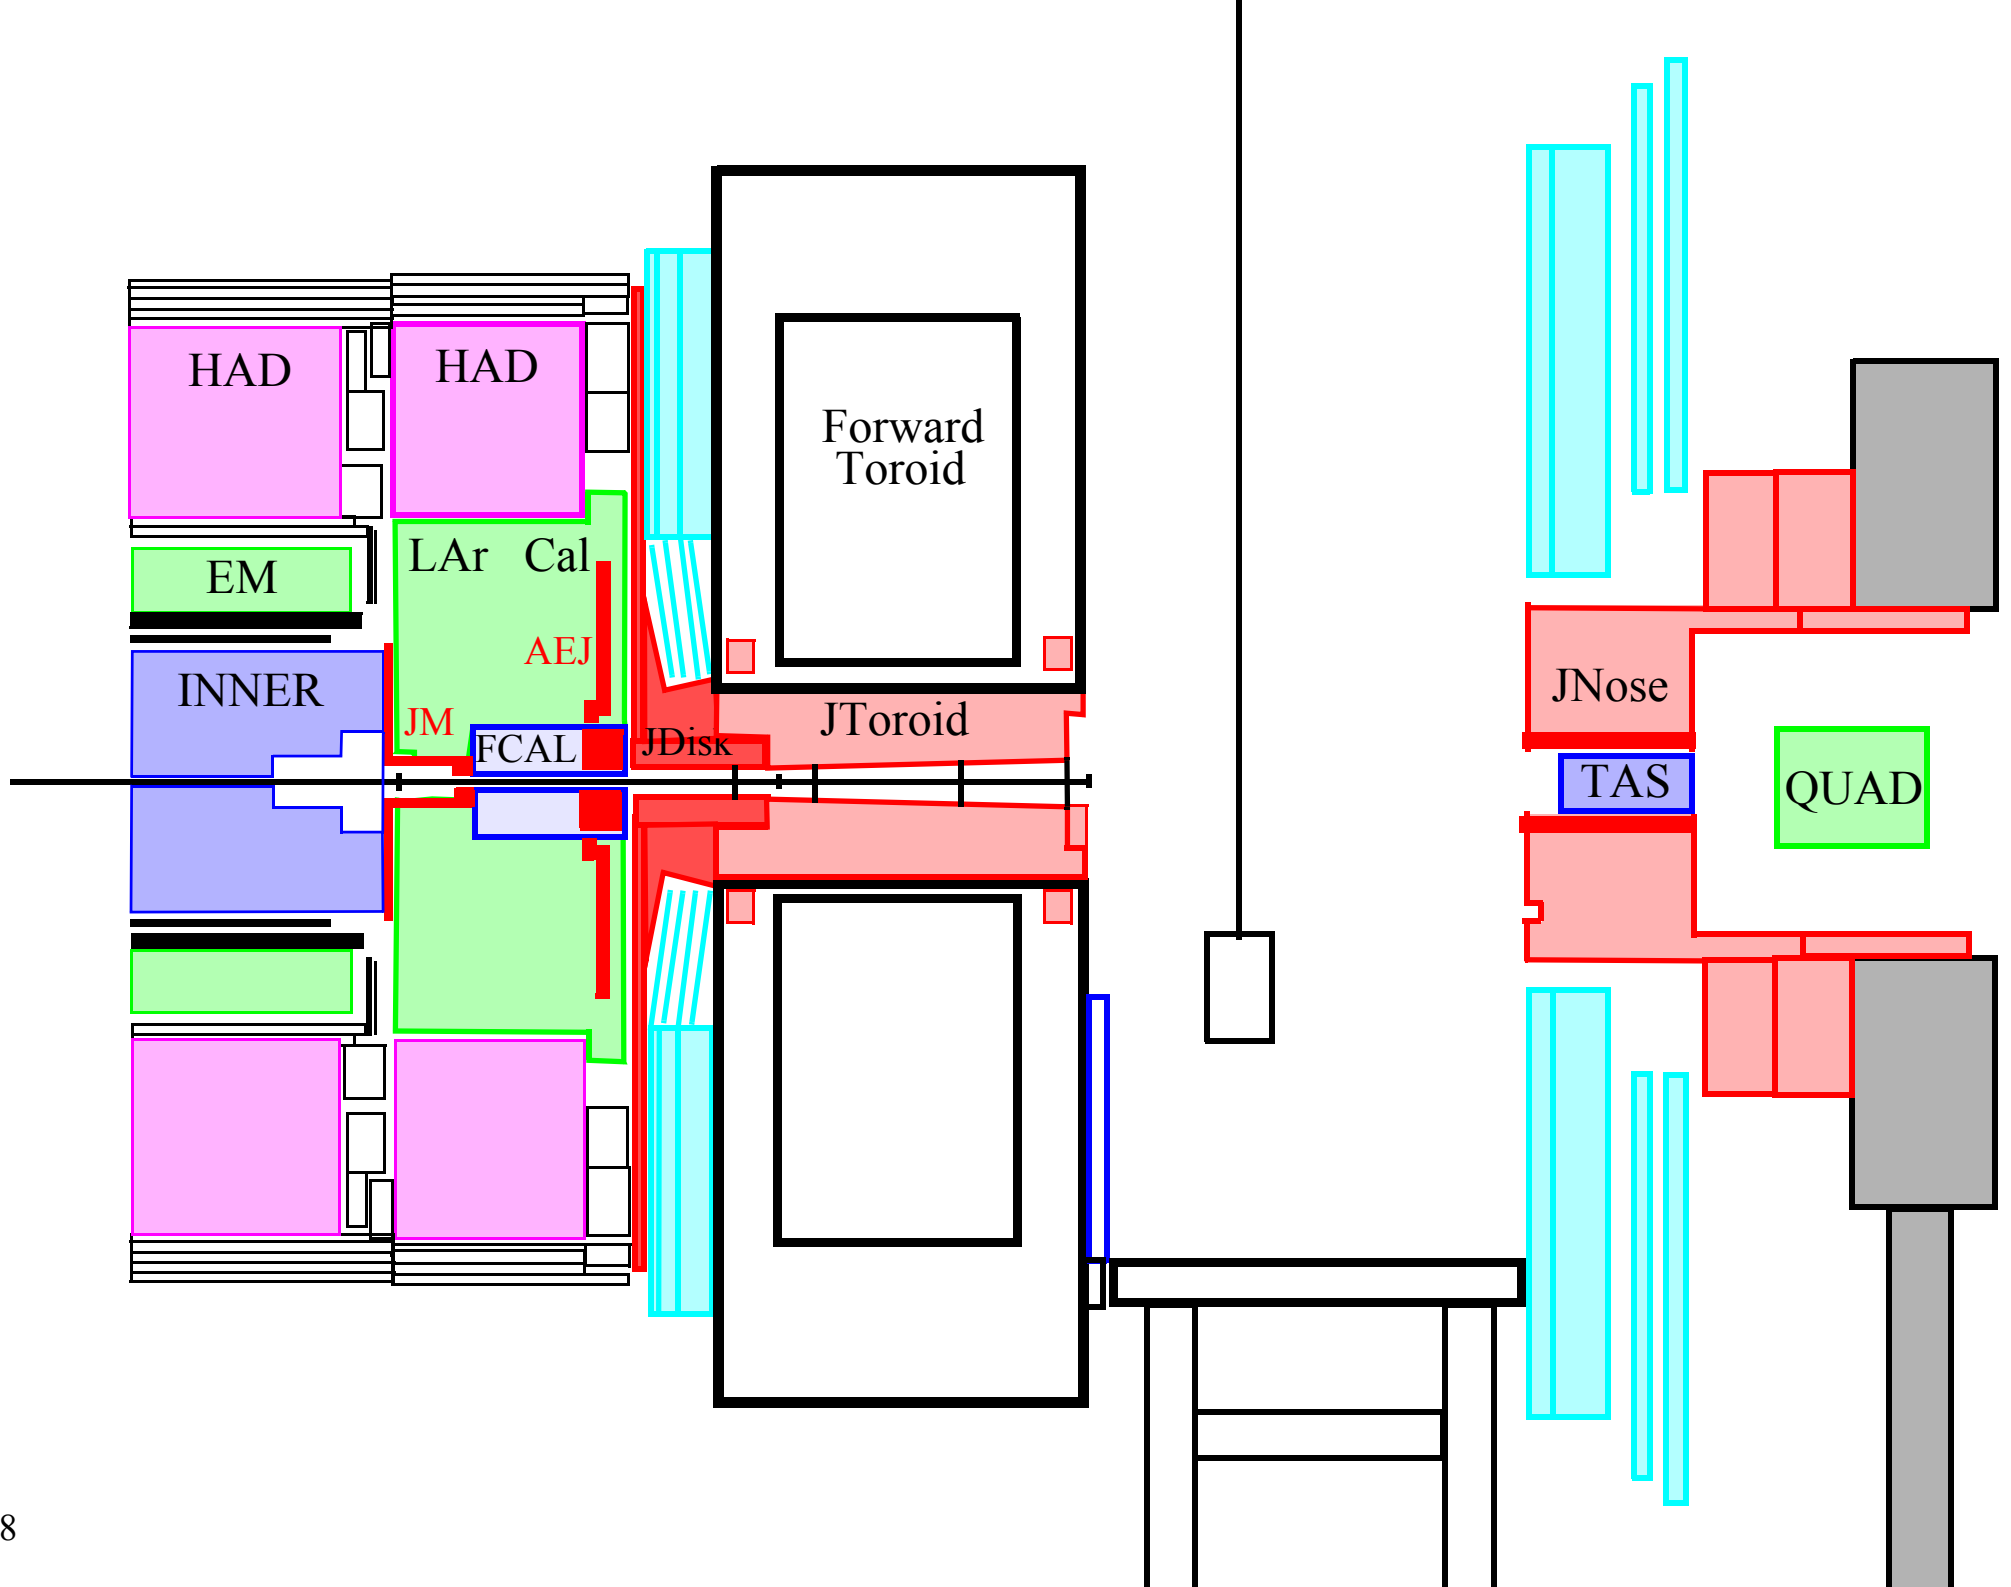 HAD
HAD
Forward
Toroid
LAr Cal
EM
AEJ
INNER
JM
FCAL
JDisk
JToroid
JNose
TAS
QUAD
8